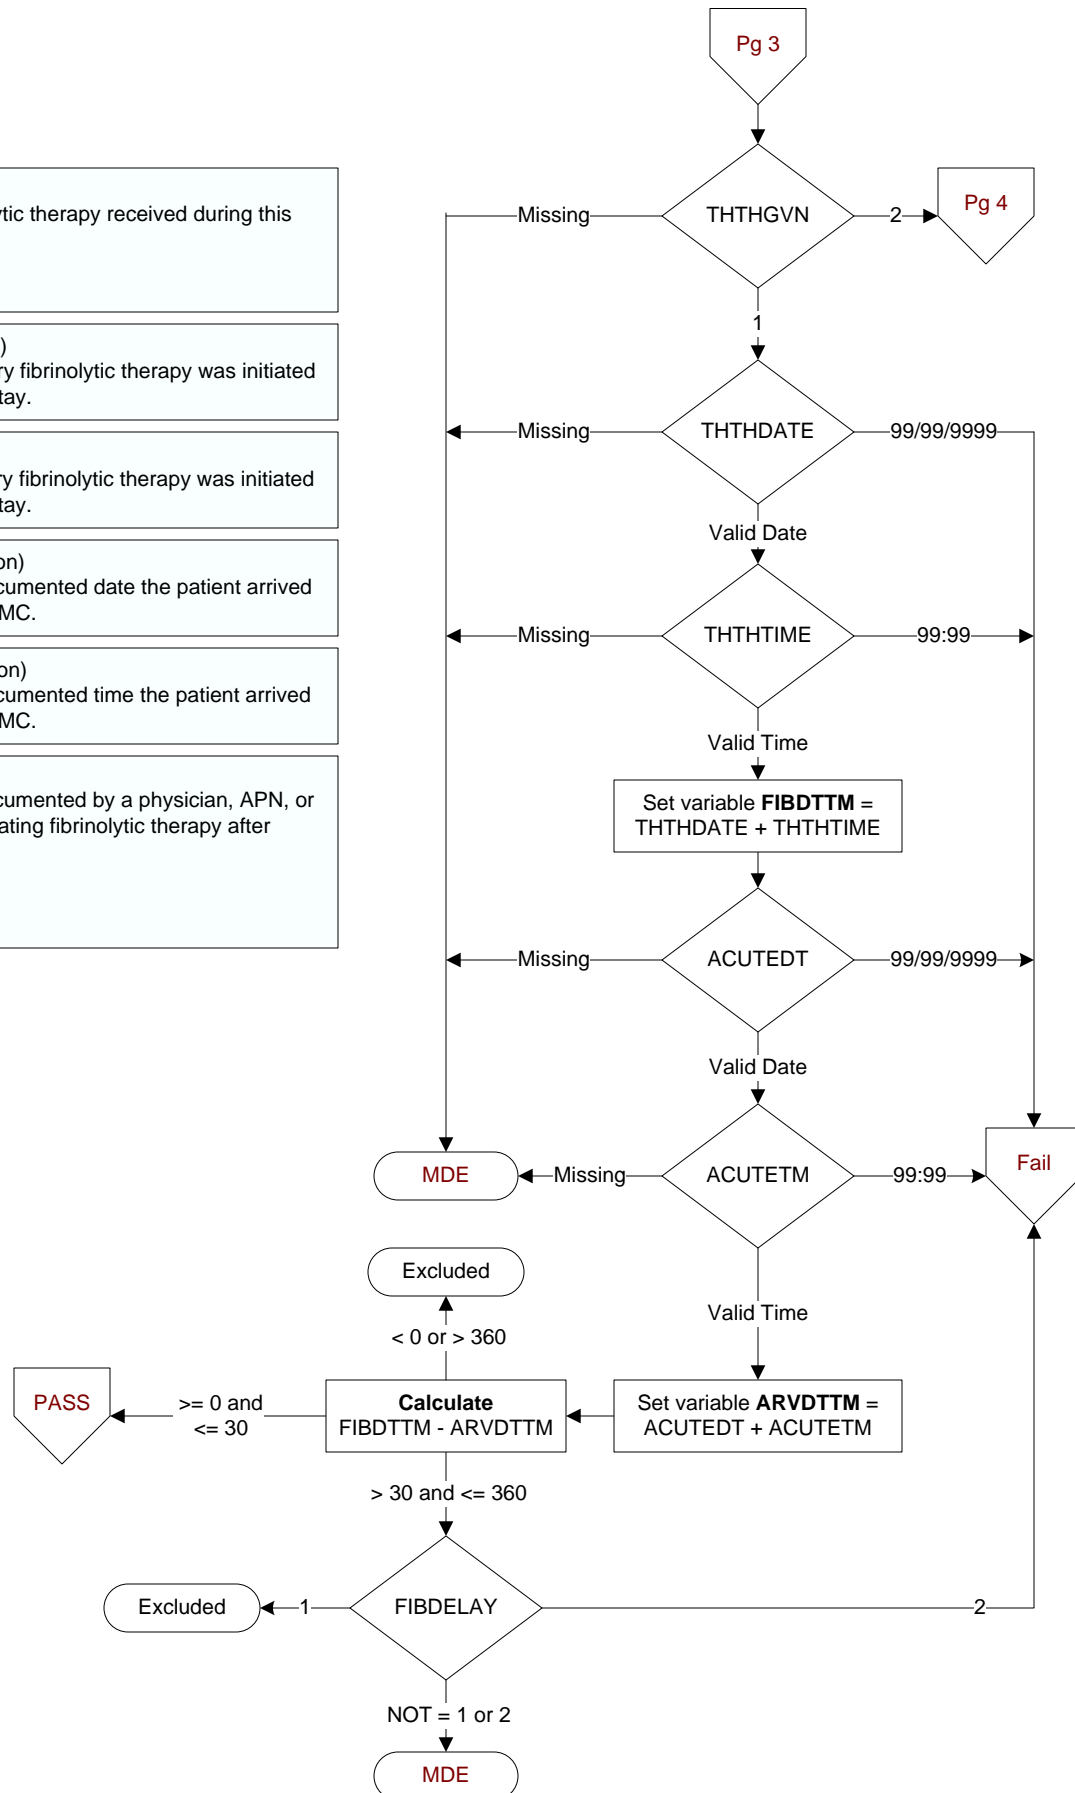 Pg 3
tic therapy received during this
)
ry fibrinolytic therapy was initiated
tay.
ry fibrinolytic therapy was initiated
tay.
on)
cumented date the patient arrived
MC.
on)
cumented time the patient arrived
MC.
cumented by a physician, APN, or
ating fibrinolytic therapy after
Missing
THTHGVN
2
Pg 4
1
Missing
THTHDATE
99/99/9999
Valid Date
Missing
THTHTIME
99:99
Valid Time
Set variable FIBDTTM =
THTHDATE + THTHTIME
Missing
ACUTEDT
99/99/9999
Valid Date
MDE
Missing
ACUTETM
99:99
Fail
Excluded
Valid Time
< 0 or > 360
PASS
>= 0 and
<= 30
Calculate
FIBDTTM - ARVDTTM
Set variable ARVDTTM =
ACUTEDT + ACUTETM
> 30 and <= 360
Excluded
1
FIBDELAY
2
NOT = 1 or 2
MDE